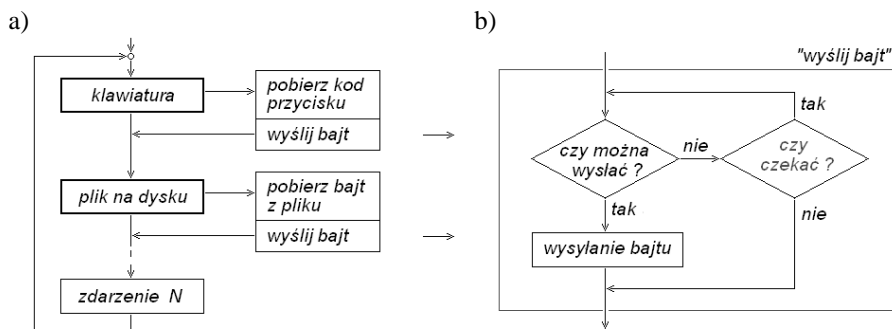 a)
klawiatura
pobierz kod
przycisku
wyślij bajt
plik na dysku
pobierz bajt
z pliku
wyślij bajt
zdarzenie N
b)
"wyślij bajt"
tak
czy można
wysłać ?
nie
czy
czekać ?
tak
nie
wysyłanie bajtu